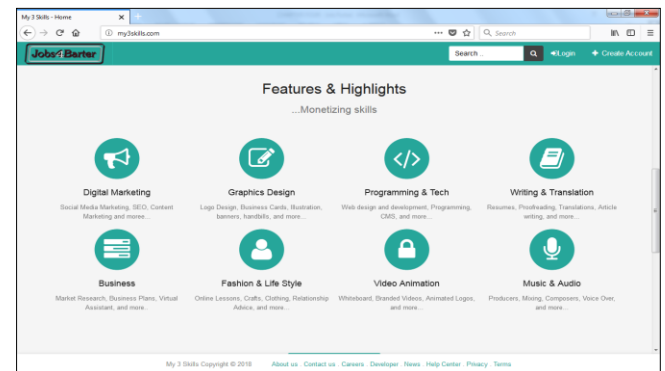 My 3 Skills - Home
my3skills.com
Search
Jobs4Barter
Search ...
Login
Create Account
Features & Highlights
...Monetizing skills
Digital Marketing
Graphics Design
Programming & Tech
Writing & Translation
Social Media Marketing, SEO, Content
Marketing and moree...
Logo Design, Business Cards, Illustration,
banners, handbills, and more...
Web design and development, Programming,
CMS, and more...
Resumes, Proofreading, Translations, Article
writing, and more...
Business
Fashion & Life Style
Video Animation
Music & Audio
Market Research, Business Plans, Virtual
Assistant, and more..
Online Lessons, Crafts, Clothing, Relationship
Advice, and more...
Whiteboard, Branded Videos, Animated Logos,
and more...
Producers, Mixing, Composers, Voice Over,
and more...
My 3 Skills Copyright © 2018 About us . Contact us . Careers . Developer . News . Help Center . Privacy . Terms